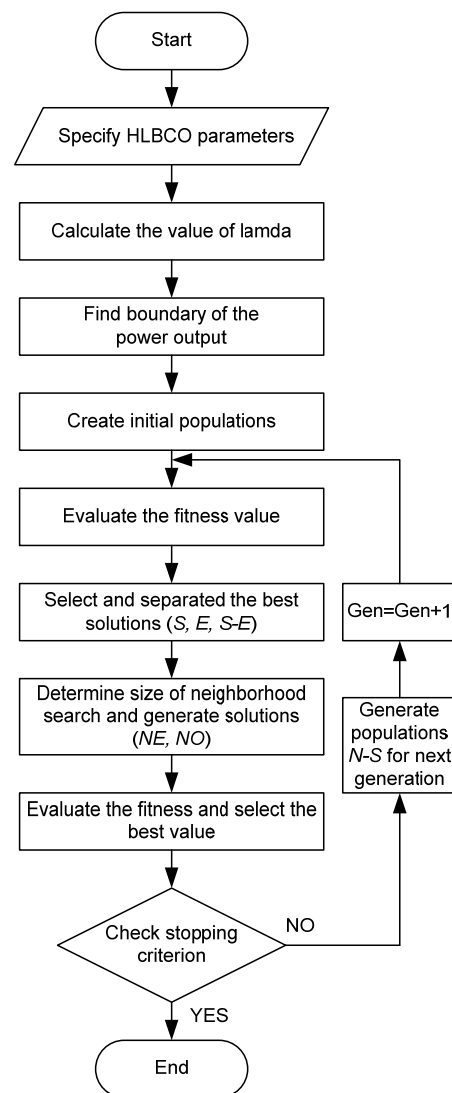 Start
Specify HLBCO parameters
Calculate the value of lamda
Find boundary of the
power output
Create initial populations
Evaluate the fitness value
Select and separated the best
solutions (S, E, S-E)
Determine size of neighborhood
search and generate solutions
(NE, NO)
Evaluate the fitness and select the
best value
Check stopping
criterion
NO
YES
End
Gen=Gen+1
Generate
populations
N-S for next
generation